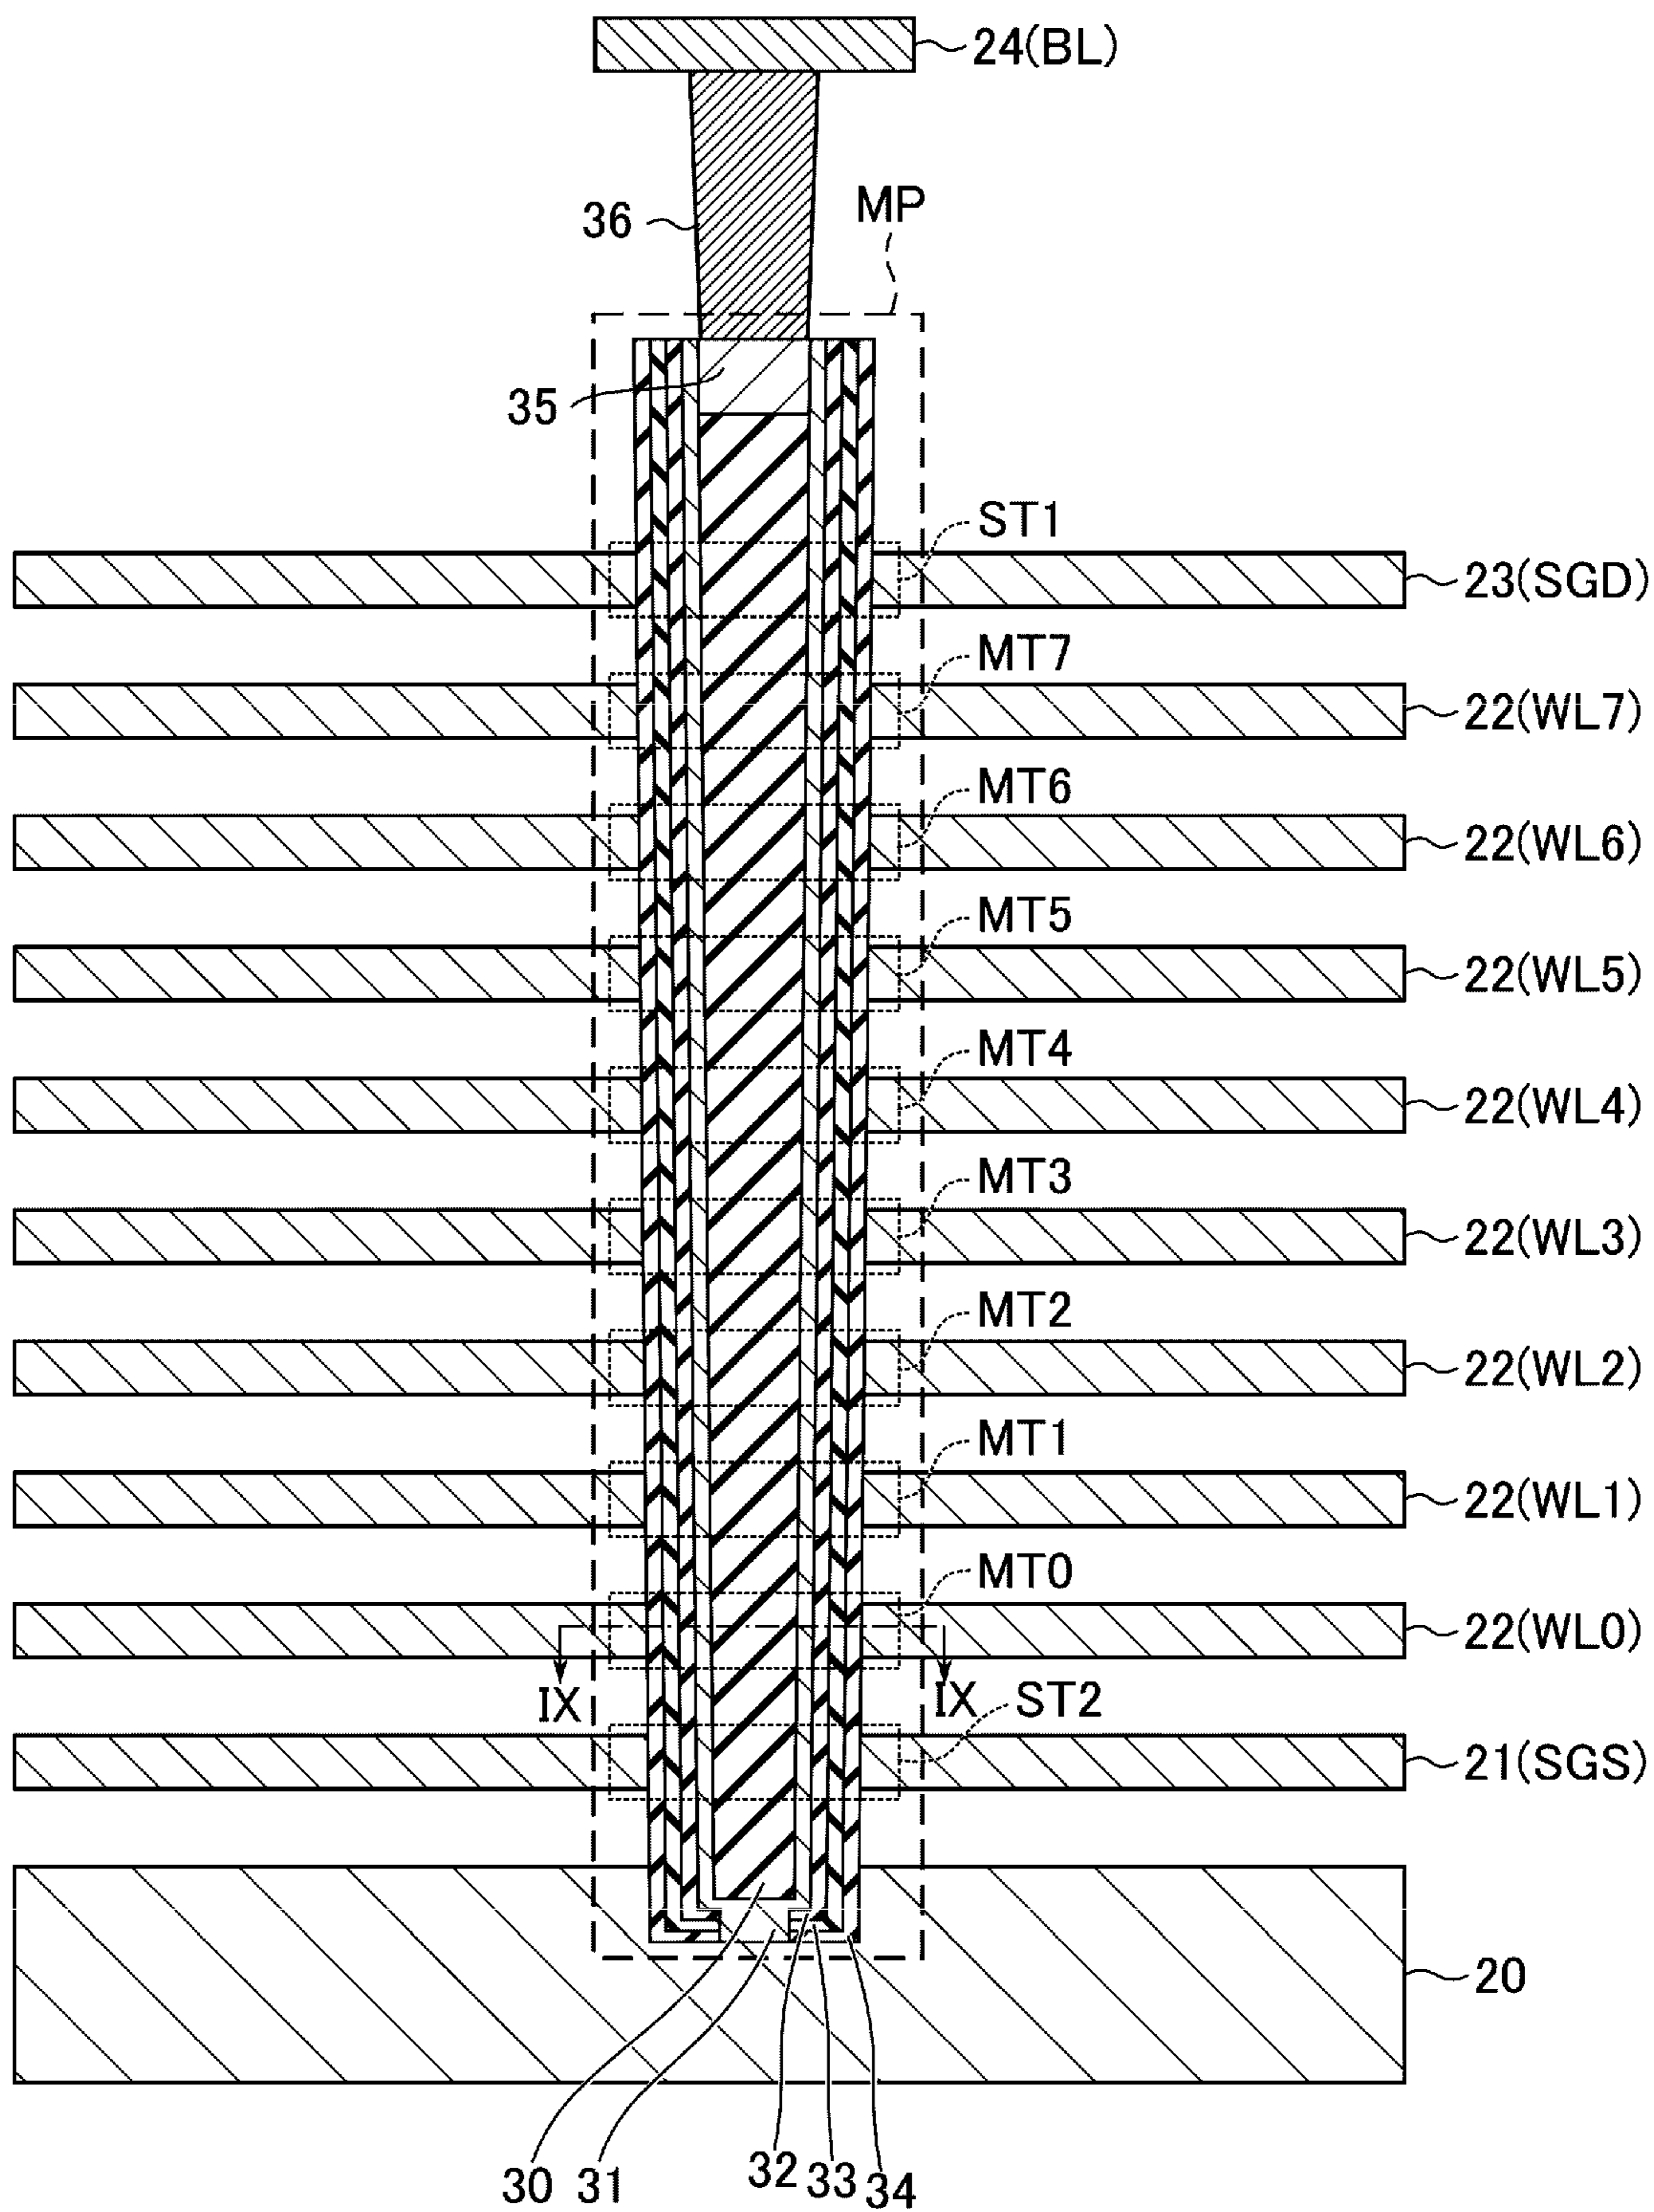 24(BL)
MP
36
35
ST1
23(SGD)
MT7
22(WL7)
MT6
22(WL6)
MT5
22(WL5)
MT4
22(WL4)
MT3
22(WL3)
MT2
22(WL2)
MT1
22(WL1)
MT0
22(WL0)
IX IX
ST2
21(SGS)
20
30 31 32 33 34